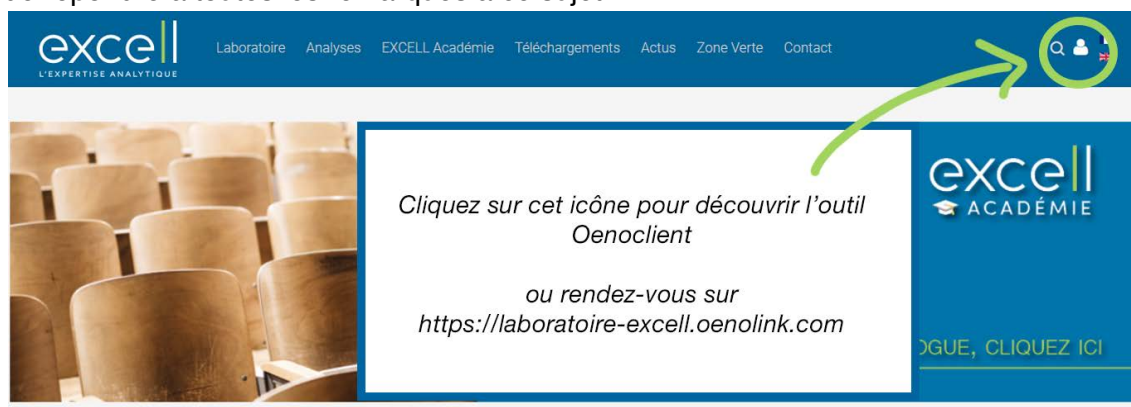 excell
L'EXPERTISE ANALYTIQUE
Laboratoire Analyses EXCELL Académie Téléchargements Actus Zone Verte Contact
Cliquez sur cet icône pour découvrir l'outil
Oenoclient
ou rendez-vous sur
https://laboratoire-excell.oenolink.com
excell
ACADÉMIE
OGUE, CLIQUEZ ICI